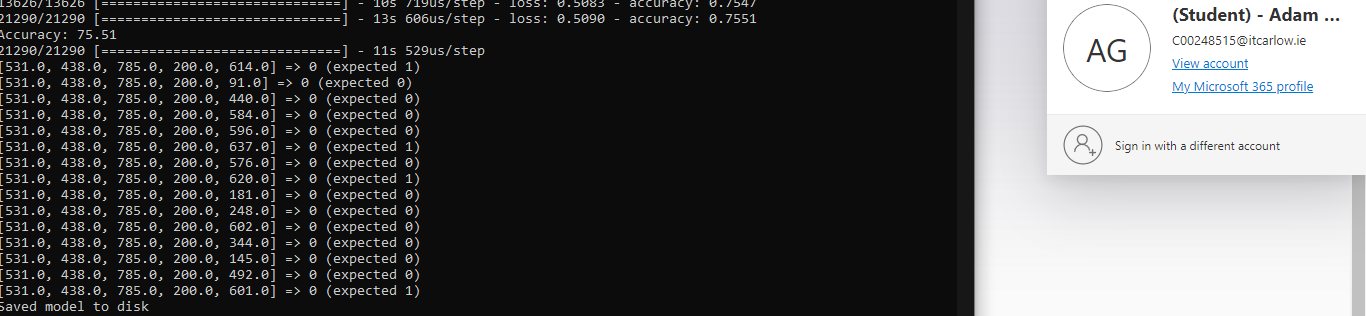 13626/13626 [==============================] - 10s 719us/step - loss: 0.5083 - accuracy: 0.7547
21290/21290 [==============================] - 13s 606us/step - loss: 0.5090 - accuracy: 0.7551
Accuracy: 75.51
21290/21290 [==============================] - 11s 529us/step
[531.0, 438.0, 785.0, 200.0, 614.0] => 0 (expected 1)
[531.0, 438.0, 785.0, 200.0, 91.0] => 0 (expected 0)
[531.0, 438.0, 785.0, 200.0, 440.0] => 0 (expected 0)
[531.0, 438.0, 785.0, 200.0, 584.0] => 0 (expected 0)
[531.0, 438.0, 785.0, 200.0, 596.0] => 0 (expected 0)
[531.0, 438.0, 785.0, 200.0, 637.0] => 0 (expected 1)
[531.0, 438.0, 785.0, 200.0, 576.0] => 0 (expected 0)
[531.0, 438.0, 785.0, 200.0, 620.0] => 0 (expected 1)
[531.0, 438.0, 785.0, 200.0, 181.0] => 0 (expected 0)
[531.0, 438.0, 785.0, 200.0, 248.0] => 0 (expected 0)
[531.0, 438.0, 785.0, 200.0, 602.0] => 0 (expected 0)
[531.0, 438.0, 785.0, 200.0, 344.0] => 0 (expected 0)
[531.0, 438.0, 785.0, 200.0, 145.0] => 0 (expected 0)
[531.0, 438.0, 785.0, 200.0, 492.0] => 0 (expected 0)
[531.0, 438.0, 785.0, 200.0, 601.0] => 0 (expected 1)
Saved model to disk
AG
(Student) - Adam ...
C00248515@itcarlow.ie
View account
My Microsoft 365 profile
Sign in with a different account